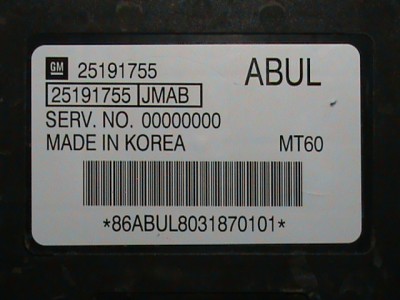 GM 25191755 ABUL
25191755 JMAB
SERV. NO. 00000000
MADE IN KOREA MT60
*86ABUL8031870101*